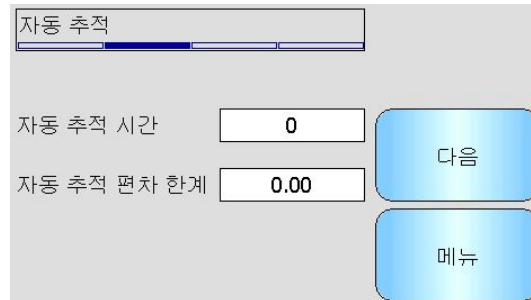 자동 추적
자동 추적 시간 0
다음
자동 추적 편차 한계 0.00
메뉴